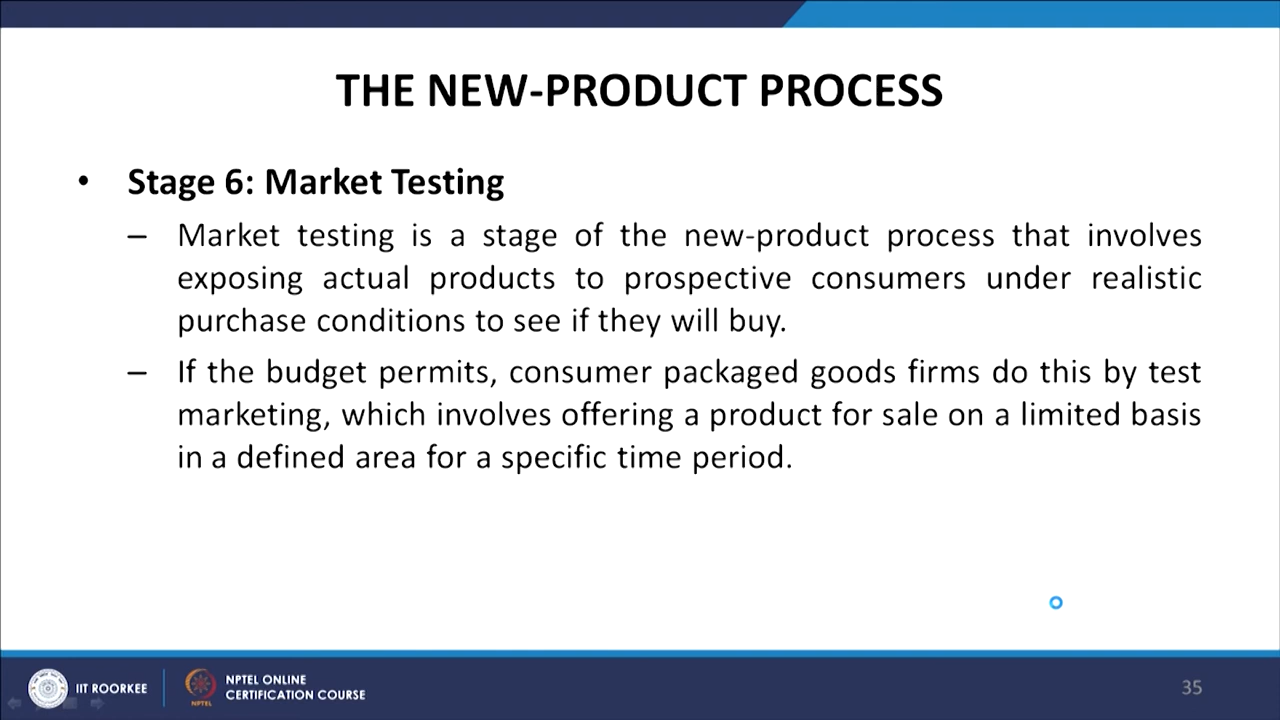 THE NEW-PRODUCT PROCESS
• Stage 6: Market Testing
– Market testing is a stage of the new-product process that involves
exposing actual products to prospective consumers under realistic
purchase conditions to see if they will buy.
– If the budget permits, consumer packaged goods firms do this by test
marketing, which involves offering a product for sale on a limited basis
in a defined area for a specific time period.
IIT ROORKEE
NPTEL
NPTEL ONLINE
CERTIFICATION COURSE
35